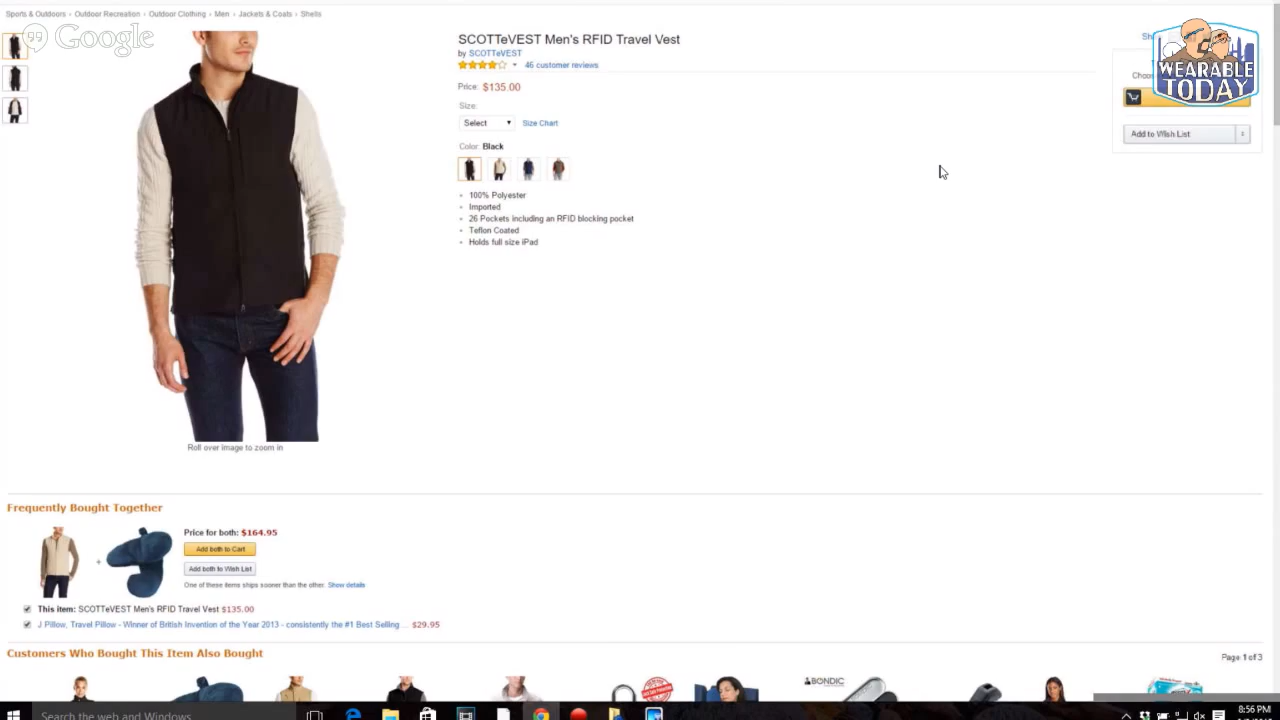 Sports & Outdoors › Outdoor Recreation › Outdoor Clothing › Men › Jackets & Coats › Shells
Google
SCOTTeVEST Men's RFID Travel Vest
by SCOTTeVEST
46 customer reviews
Price: $135.00
Size:
Select
Size Chart
Color: Black
100% Polyester
Imported
26 Pockets including an RFID blocking pocket
Teflon Coated
Holds full size iPad
WEARABLE
TODAY
Add to Wish List
Roll over image to zoom in
Frequently Bought Together
Price for both: $164.95
Add both to Cart
Add both to Wish List
One of these items ships sooner than the other. Show details
This item: SCOTTeVEST Men's RFID Travel Vest $135.00
J Pillow, Travel Pillow - Winner of British Invention of the Year 2013 - consistently the #1 Best Selling... $29.95
Customers Who Bought This Item Also Bought
Page 1 of 3
BONDIC
Search the web and Windows
8:56 PM